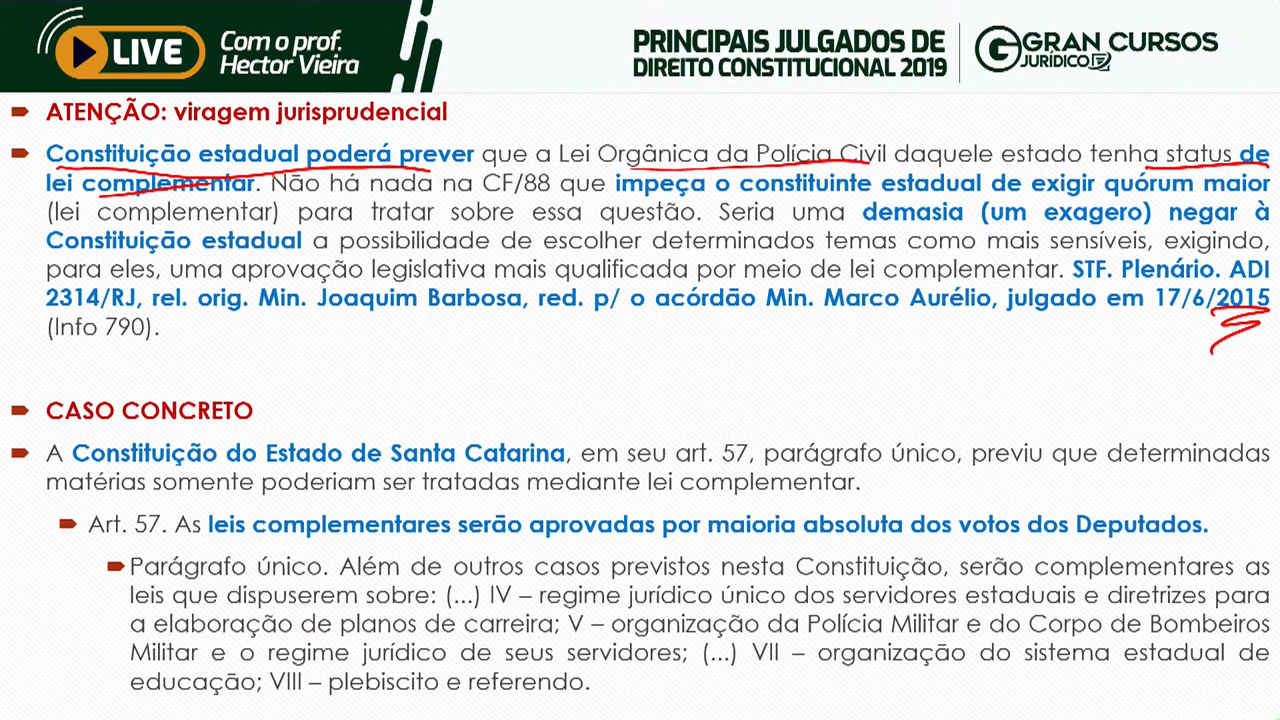 LIVE
Com o prof.
Hector Vieira
PRINCIPAIS JULGADOS DE
DIREITO CONSTITUCIONAL 2019
GRAN CURSOS
JURÍDICO
ATENÇÃO: viragem jurisprudencial
Constituição estadual poderá prever que a Lei Orgânica da Polícia Civil daquele estado tenha status de
lei complementar. Não há nada na CF/88 que impeça o constituinte estadual de exigir quórum maior
(lei complementar) para tratar sobre essa questão. Seria uma demasia (um exagero) negar à
Constituição estadual a possibilidade de escolher determinados temas como mais sensíveis, exigindo,
para eles, uma aprovação legislativa mais qualificada por meio de lei complementar. STF. Plenário. ADI
2314/RJ, rel. orig. Min. Joaquim Barbosa, red. p/ o acórdão Min. Marco Aurélio, julgado em 17/6/2015
(Info 790).
CASO CONCRETO
A Constituição do Estado de Santa Catarina, em seu art. 57, parágrafo único, previu que determinadas
matérias somente poderiam ser tratadas mediante lei complementar.
Art. 57. As leis complementares serão aprovadas por maioria absoluta dos votos dos Deputados.
Parágrafo único. Além de outros casos previstos nesta Constituição, serão complementares as
leis que dispuserem sobre: (...) IV – regime jurídico único dos servidores estaduais e diretrizes para
a elaboração de planos de carreira; V – organização da Polícia Militar e do Corpo de Bombeiros
Militar e o regime jurídico de seus servidores; (...) VII – organização do sistema estadual de
educação; VIII – plebiscito e referendo.